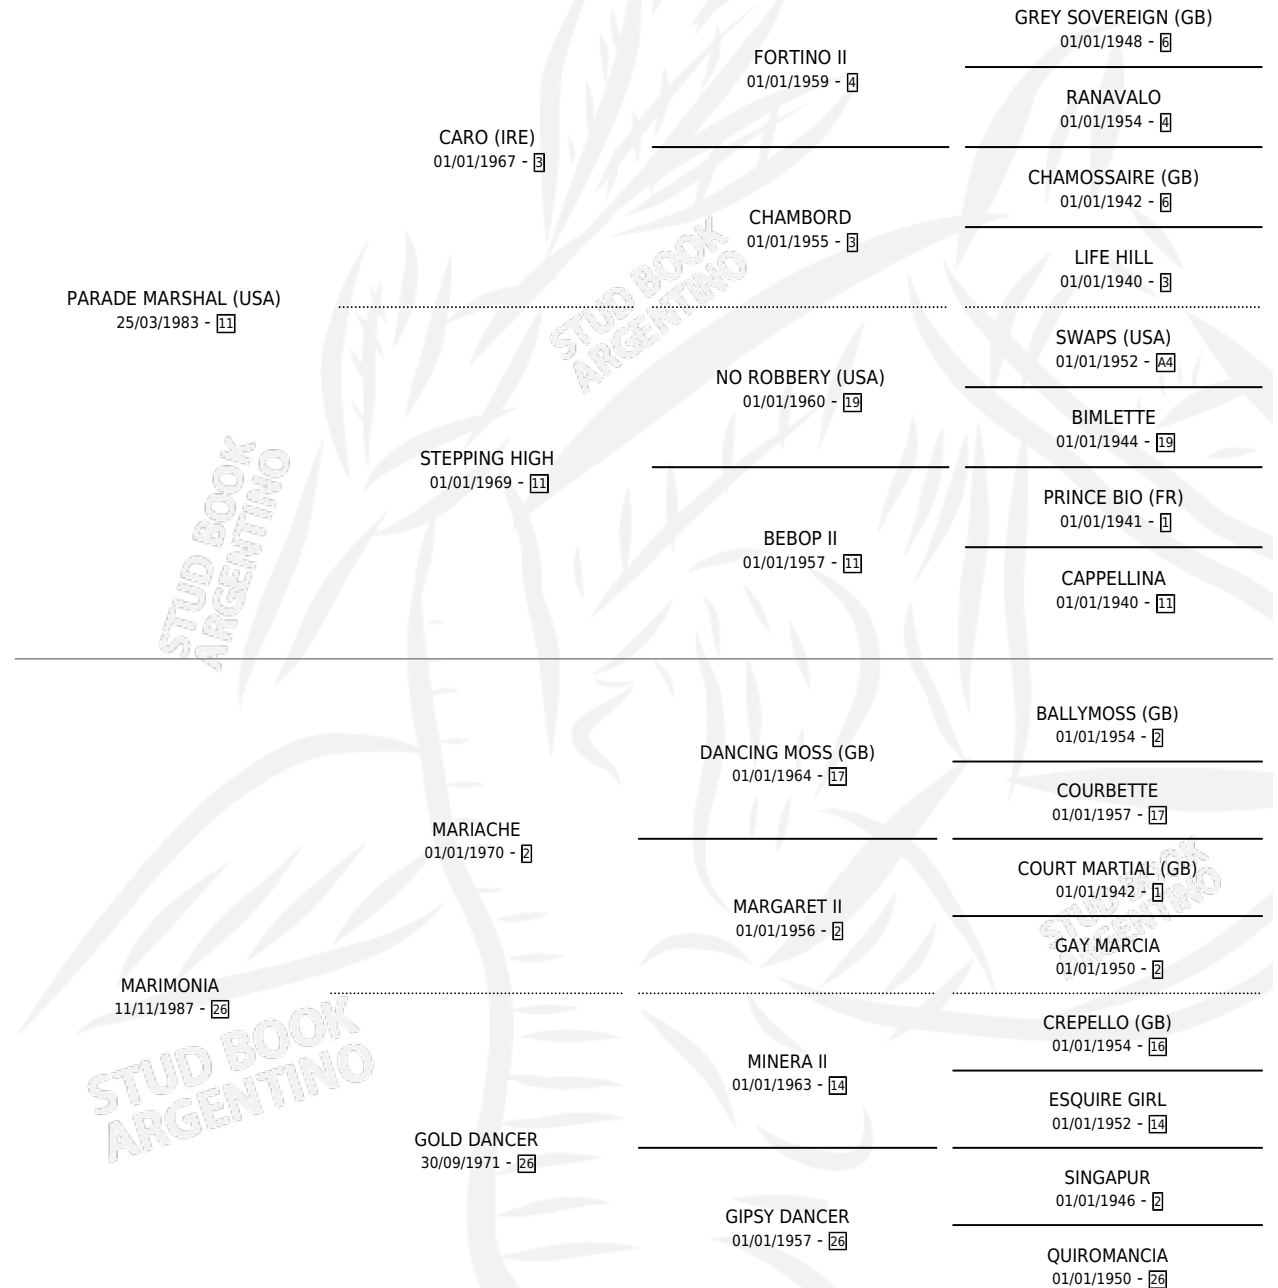 GREY SOVEREIGN (GB)
01/01/1948 - 6
FORTINO II
01/01/1959 - 4
RANAVALO
01/01/1954 - 4
CARO (IRE)
01/01/1967 - 3
CHAMOSSAIRE (GB)
01/01/1942 - 6
CHAMBORD
01/01/1955 - 3
LIFE HILL
01/01/1940 - 3
PARADE MARSHAL (USA)
25/03/1983 - 11
SWAPS (USA)
01/01/1952 - A4
NO ROBBERY (USA)
01/01/1960 - 19
BIMLETTE
01/01/1944 - 19
STEPPING HIGH
01/01/1969 - 11
PRINCE BIO (FR)
01/01/1941 - 1
BEBOP II
01/01/1957 - 11
CAPPELLINA
01/01/1940 - 11
BALLYMOSS (GB)
01/01/1954 - 2
DANCING MOSS (GB)
01/01/1964 - 17
COURBETTE
01/01/1957 - 17
MARIACHE
01/01/1970 - 2
COURT MARTIAL (GB)
01/01/1942 - 1
MARGARET II
01/01/1956 - 2
GAY MARCIA
01/01/1950 - 2
MARIMONIA
11/11/1987 - 26
CREPELLO (GB)
01/01/1954 - 16
MINERA II
01/01/1963 - 14
ESQUIRE GIRL
01/01/1952 - 14
GOLD DANCER
30/09/1971 - 26
SINGAPUR
01/01/1946 - 2
GIPSY DANCER
01/01/1957 - 26
QUIROMANCIA
01/01/1950 - 26
STUD BOOK
ARGENTINO
STUD BOOK
ARGENTINO
STUD BOOK
ARGENTINO
STUD BOOK
ARGENTINO